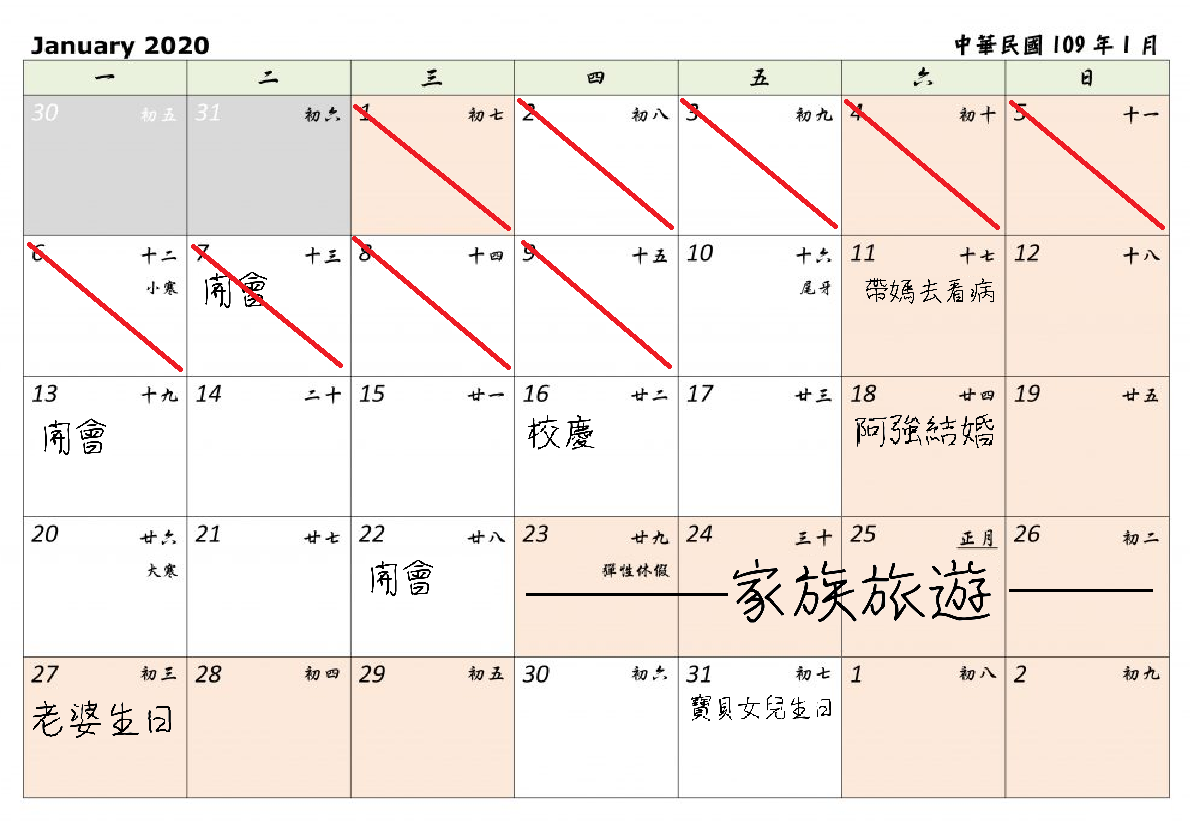 January 2020 中華民國 109 年 1 月
一 二 三 四 五 六 日
30 初五 31 初六 1 初七 2 初八 3 初九 4 初十 5 十一
6 十二 7 十三 8 十四 9 十五 10 十六 11 十七 12 十八
小寒 開會 尾牙 帶媽去看病
13 十九 14 二十 15 廿一 16 廿二 17 廿三 18 廿四 19 廿五
開會 校慶 阿強結婚
20 廿六 21 廿七 22 廿八 23 廿九 24 三十 25 正月 26 初二
大寒 開會 彈性休假 家族旅遊
27 初三 28 初四 29 初五 30 初六 31 初七 1 初八 2 初九
老婆生日 寶貝女兒生日